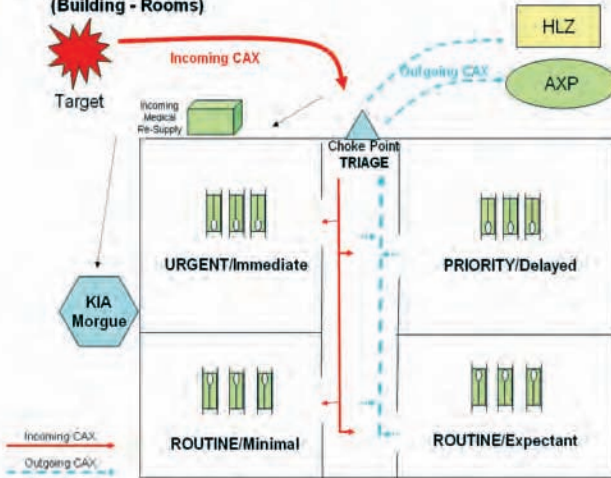 (Building - Rooms)
HLZ
Incoming CAX
Outgoing CAX
AXP
Target
Incoming
Medical
Re-Supply
Choke Point
TRIAGE
URGENT/Immediate
PRIORITY/Delayed
KIA
Morgue
ROUTINE/Minimal
ROUTINE/Expectant
Incoming CAX
Outgoing CAX